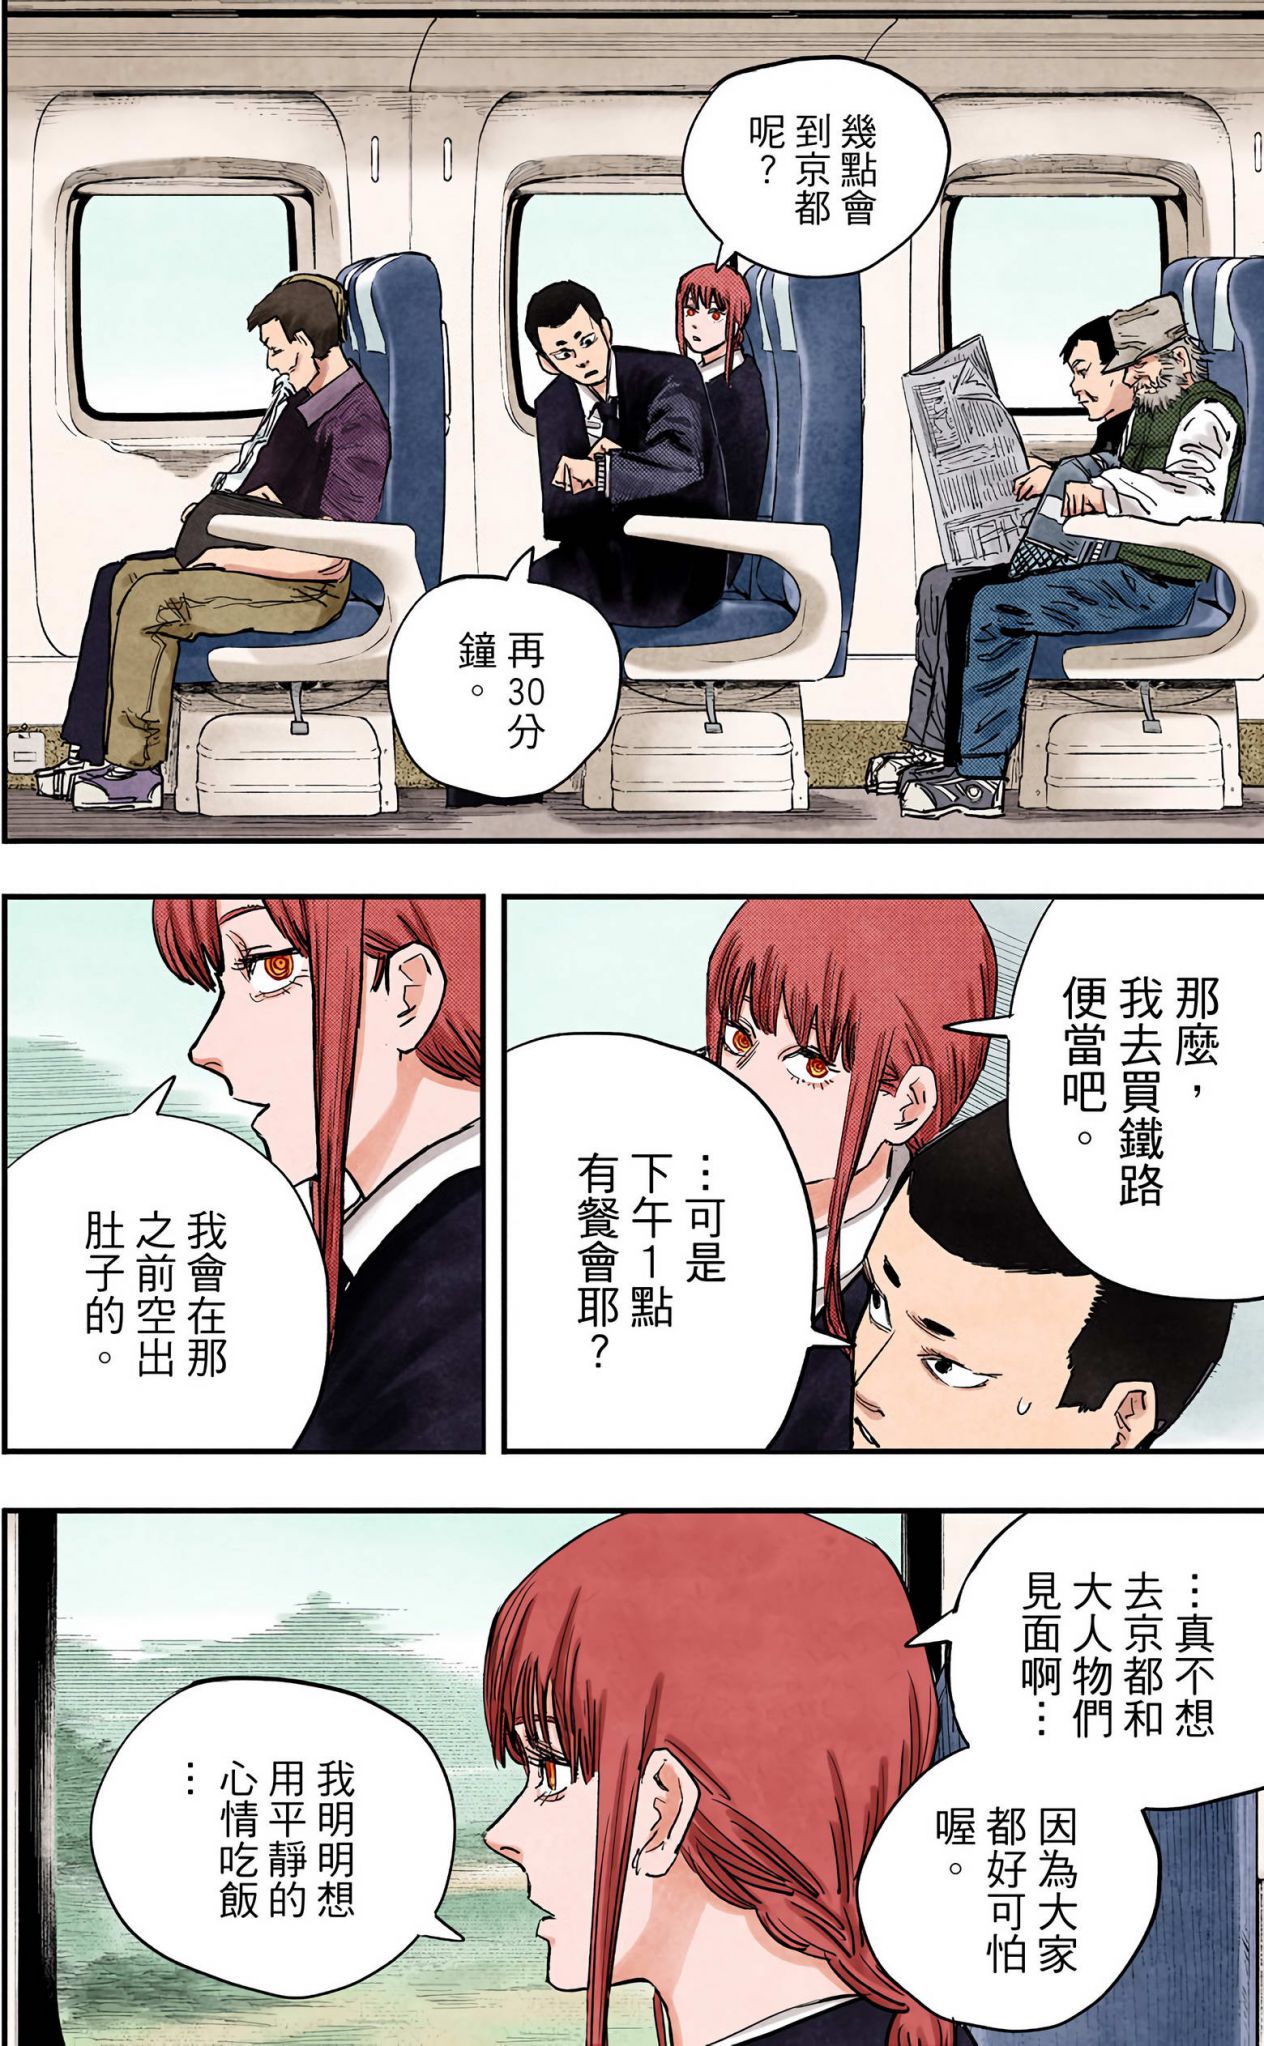 幾點會
到京都
呢？
再30分
鐘。
那麼，
我去買鐵路
便當吧。
…可是
下午1點
有餐會耶？
我會在那
之前空出
肚子的。
…真不想
去京都和
大人物們
見面啊…
因為大家
都好可怕
喔。
我明明想
用平靜的
心情吃飯
…